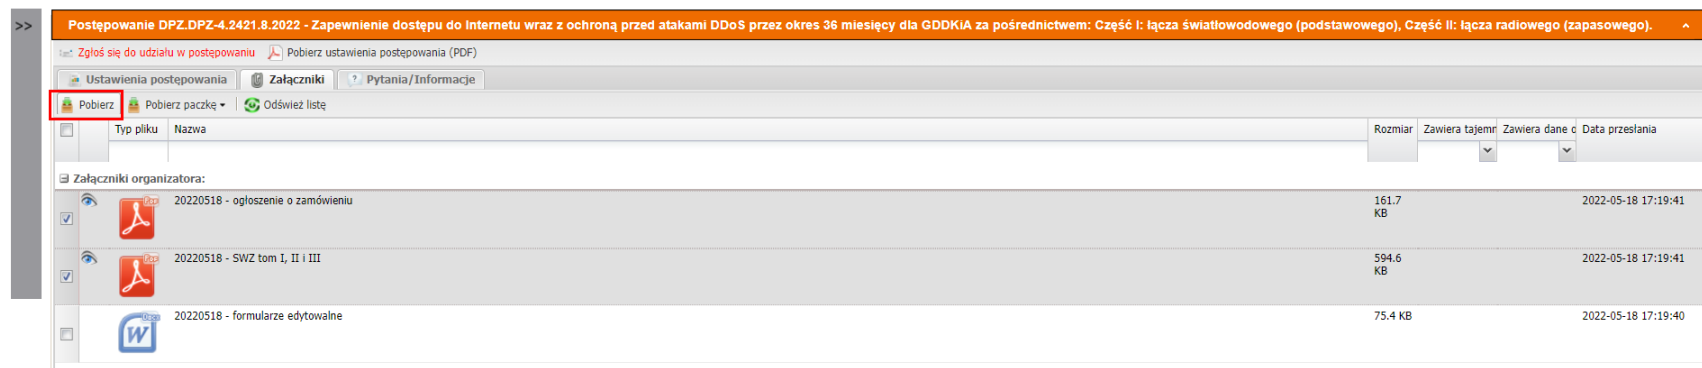 >> Postępowanie DPZ.DPZ-4.2421.8.2022 - Zapewnienie dostępu do Internetu wraz z ochroną przed atakami DDoS przez okres 36 miesięcy dla GDDKiA za pośrednictwem: Część I: łącza światłowodowego (podstawowego), Część II: łącza radiowego (zapasowego).
Zgłoś się do udziału w postępowaniu Pobierz ustawienia postępowania (PDF)
Ustawienia postępowania Załączniki Pytania/Informacje
Pobierz Pobierz paczkę Odśwież listę
Typ pliku Nazwa Rozmiar Zawiera tajemn Zawiera dane o Data przesłania
Załączniki organizatora:
20220518 - ogłoszenie o zamówieniu 161.7 KB 2022-05-18 17:19:41
20220518 - SWZ tom I, II i III 594.6 KB 2022-05-18 17:19:41
20220518 - formularze edytowalne 75.4 KB 2022-05-18 17:19:40